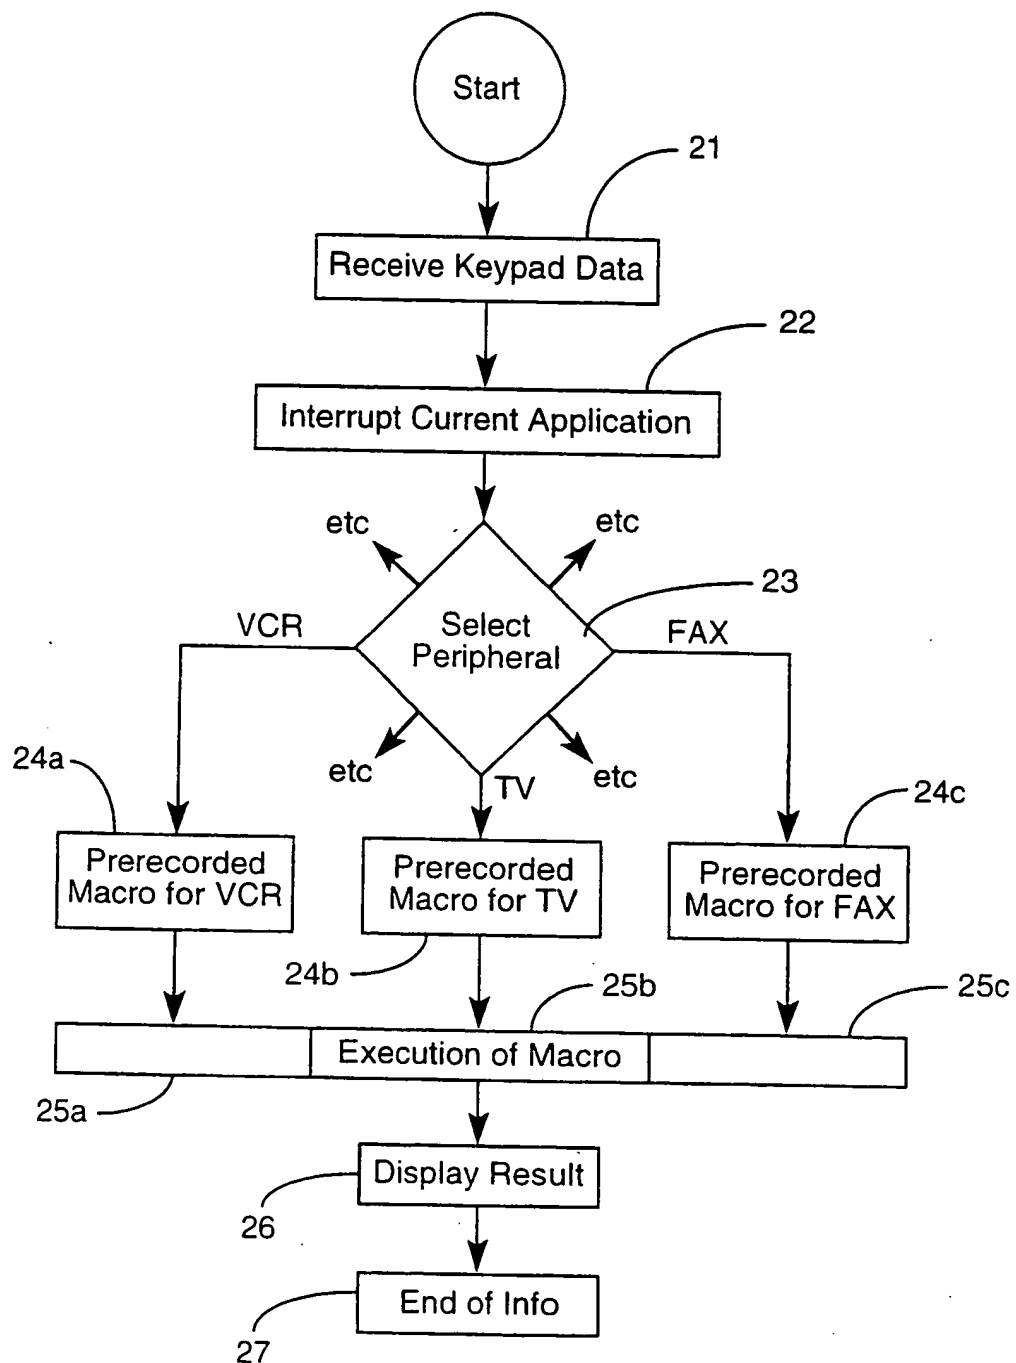 Start
21
Receive Keypad Data
22
Interrupt Current Application
etc
etc
23
VCR
Select
Peripheral
FAX
24a
etc
etc
TV
24c
Prerecorded
Macro for VCR
Prerecorded
Macro for TV
Prerecorded
Macro for FAX
24b
25b
25c
Execution of Macro
25a
Display Result
26
End of Info
27